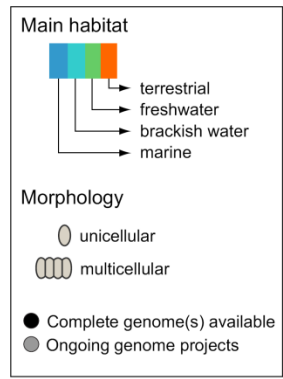 Main habitat
terrestrial
freshwater
brackish water
marine
Morphology
unicellular
multicellular
Complete genome(s) available
Ongoing genome projects